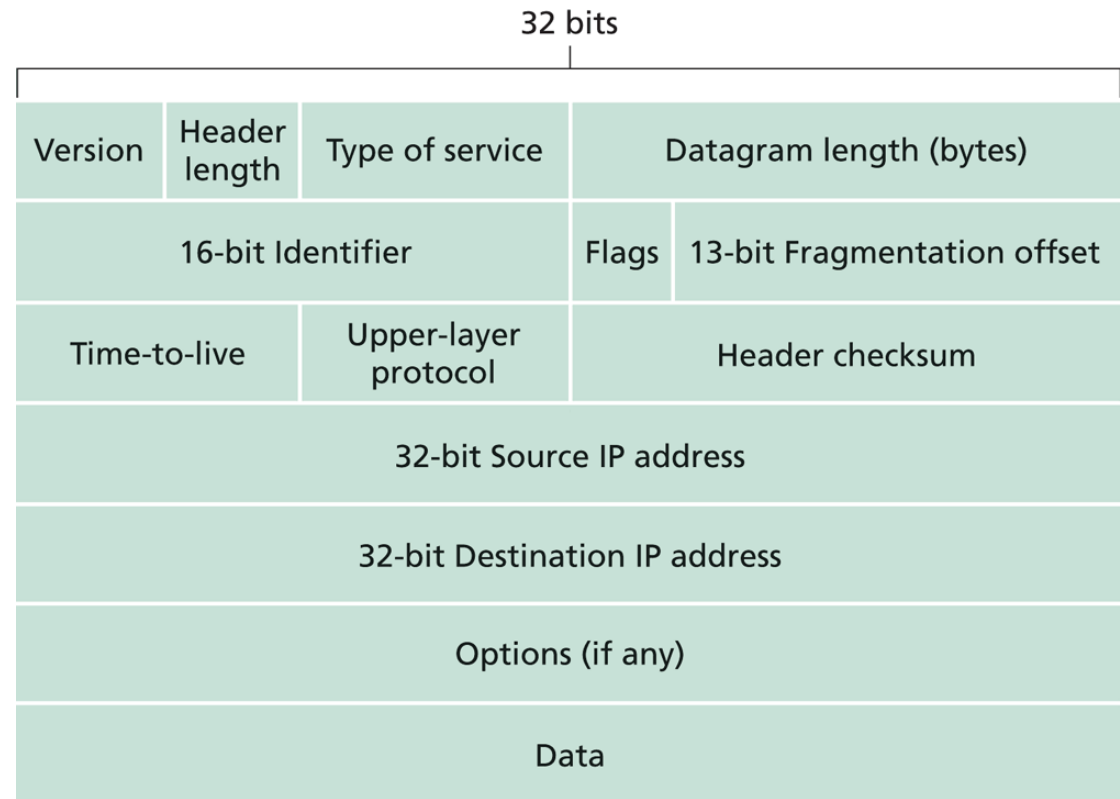 32 bits
Version
Header
length
Type of service
Datagram length (bytes)
16-bit Identifier
Flags
13-bit Fragmentation offset
Time-to-live
Upper-layer
protocol
Header checksum
32-bit Source IP address
32-bit Destination IP address
Options (if any)
Data